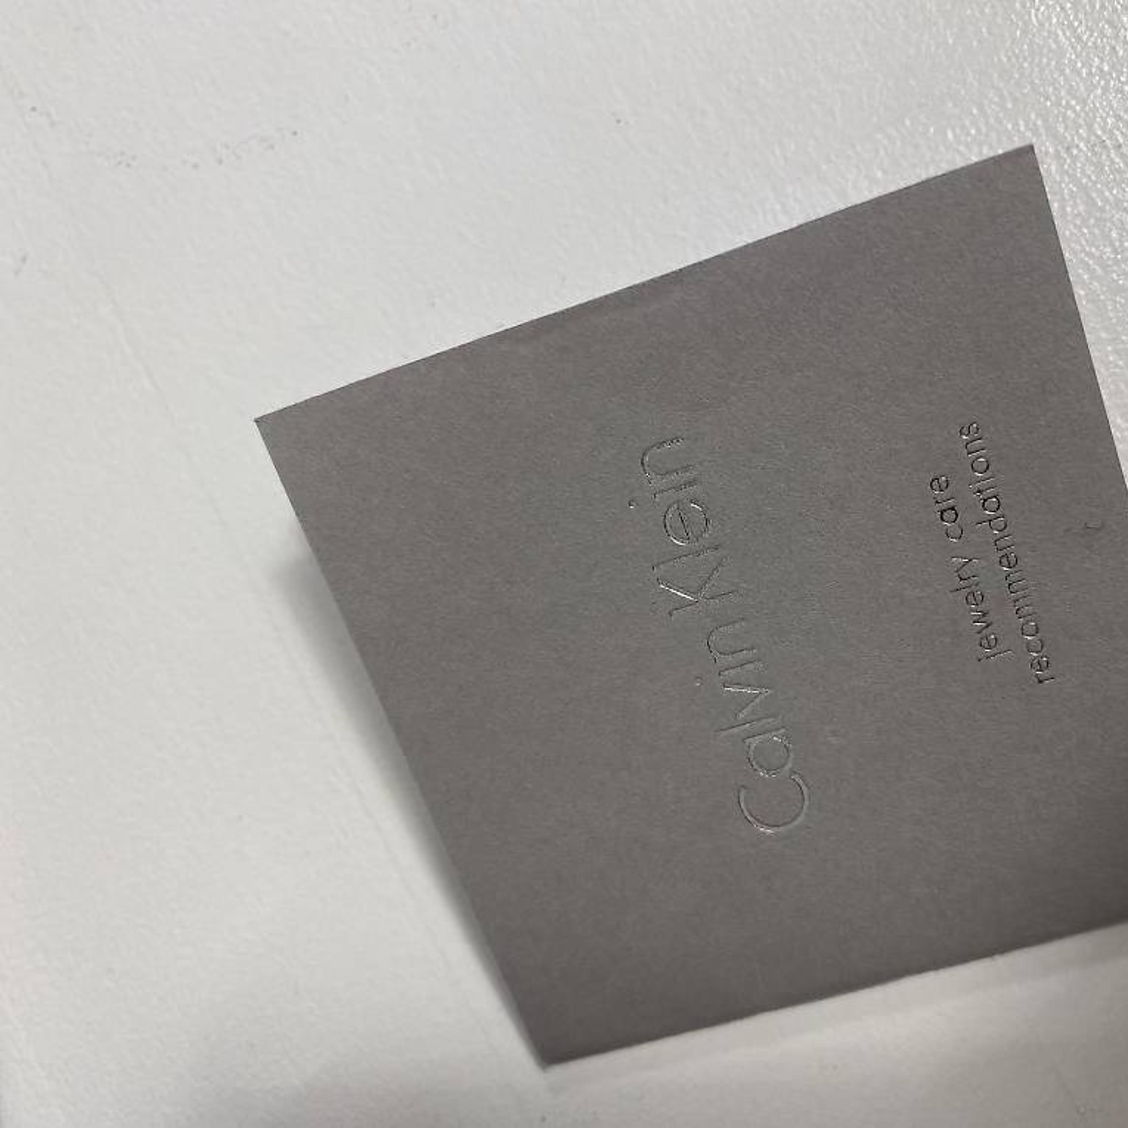 Calvin Klein
Jewelry care
recommendations